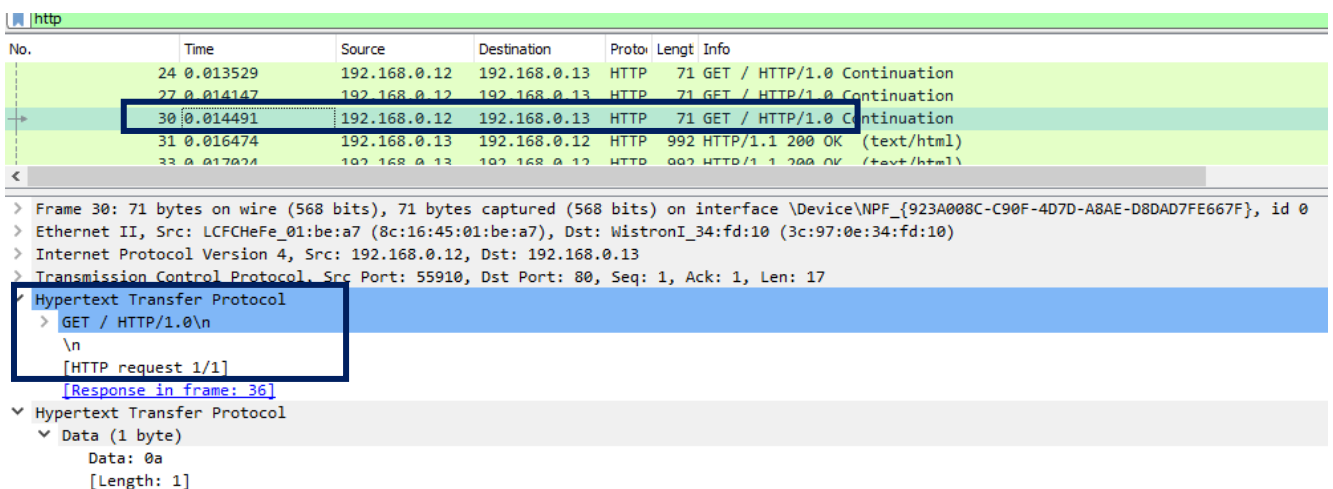 http
No. Time Source Destination Proto Lengt Info
24 0.013529 192.168.0.12 192.168.0.13 HTTP 71 GET / HTTP/1.0 Continuation
27 0.014147 192.168.0.12 192.168.0.13 HTTP 71 GET / HTTP/1.0 Continuation
30 0.014491 192.168.0.12 192.168.0.13 HTTP 71 GET / HTTP/1.0 Continuation
31 0.016474 192.168.0.13 192.168.0.12 HTTP 992 HTTP/1.1 200 OK (text/html)
33 0.017024 192.168.0.13 192.168.0.12 HTTP 992 HTTP/1.1 200 OK (text/html)
Frame 30: 71 bytes on wire (568 bits), 71 bytes captured (568 bits) on interface \Device\NPF_{923A008C-C90F-4D7D-A8AE-D8DAD7FE667F}, id 0
Ethernet II, Src: LCFCHeFe_01:be:a7 (8c:16:45:01:be:a7), Dst: WistronI_34:fd:10 (3c:97:0e:34:fd:10)
Internet Protocol Version 4, Src: 192.168.0.12, Dst: 192.168.0.13
Transmission Control Protocol, Src Port: 55910, Dst Port: 80, Seq: 1, Ack: 1, Len: 17
Hypertext Transfer Protocol
GET / HTTP/1.0\n
\n
[HTTP request 1/1]
[Response in frame: 36]
Hypertext Transfer Protocol
Data (1 byte)
Data: 0a
[Length: 1]